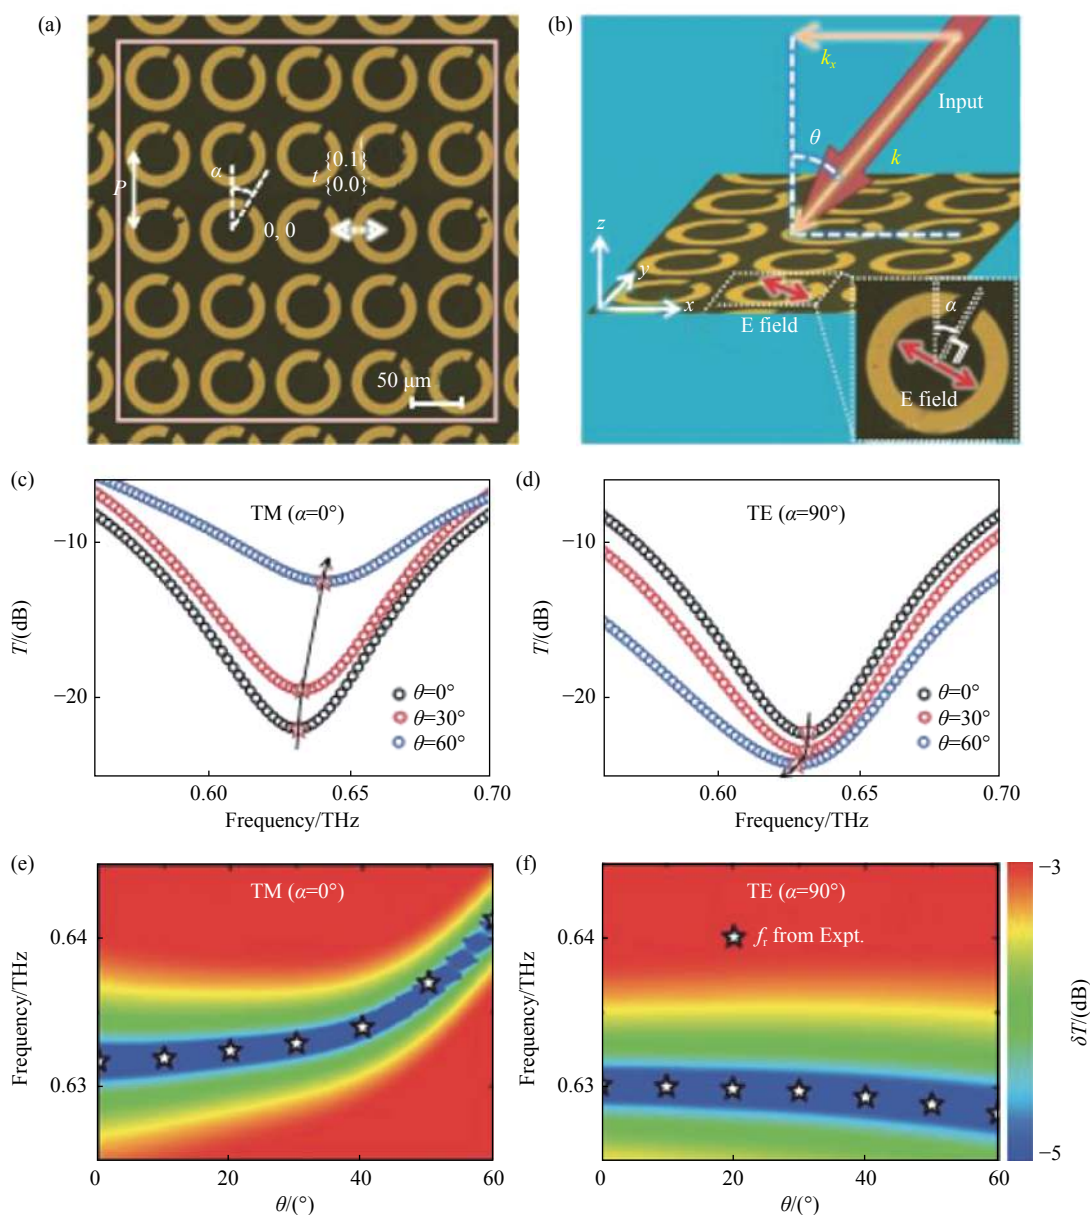 (a)
P
α
t
{0.1}
{0.0}
0, 0
50 μm
(b)
kₓ
Input
θ
k
z
y
x
E field
α
E field
(c)
TM (α=0°)
−10
−20
T/(dB)
θ=0°
θ=30°
θ=60°
0.60
0.65
0.70
Frequency/THz
(d)
TE (α=90°)
−10
−20
T/(dB)
θ=0°
θ=30°
θ=60°
0.60
0.65
0.70
Frequency/THz
(e)
TM (α=0°)
0.64
0.63
Frequency/THz
0
20
40
60
θ/(°)
(f)
TE (α=90°)
fᵣ from Expt.
0.64
0.63
Frequency/THz
0
20
40
60
θ/(°)
−3
−5
δT/(dB)